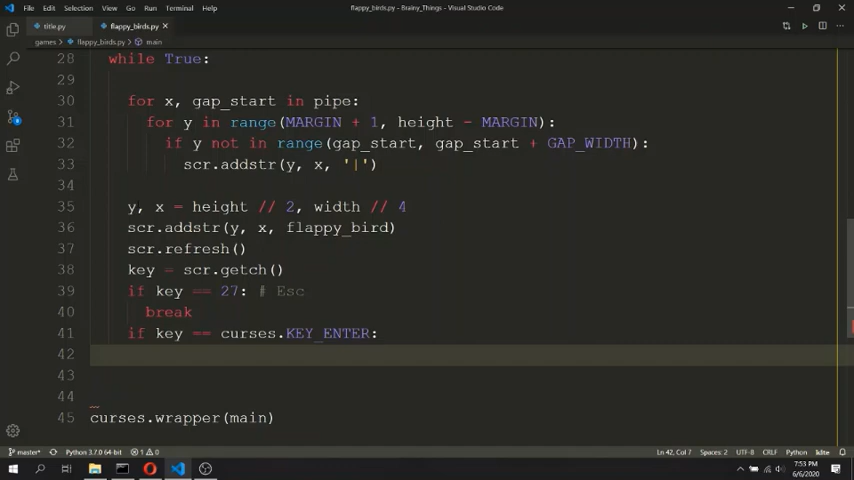 File Edit Selection View Go Run Terminal Help
flappy_birds.py - Brainy_Things - Visual Studio Code
title.py flappy_birds.py
games > flappy_birds.py > main
28 while True:
29
30 for x, gap_start in pipe:
31 for y in range(MARGIN + 1, height - MARGIN):
32 if y not in range(gap_start, gap_start + GAP_WIDTH):
33 scr.addstr(y, x, '|')
34
35 y, x = height // 2, width // 4
36 scr.addstr(y, x, flappy_bird)
37 scr.refresh()
38 key = scr.getch()
39 if key == 27: # Esc
40 break
41 if key == curses.KEY_ENTER:
42
43
44
45 curses.wrapper(main)
master* Python 3.7.0 64-bit 1 0 Ln 42, Col 7 Spaces: 2 UTF-8 CRLF Python kite
7:53 PM
6/6/2020